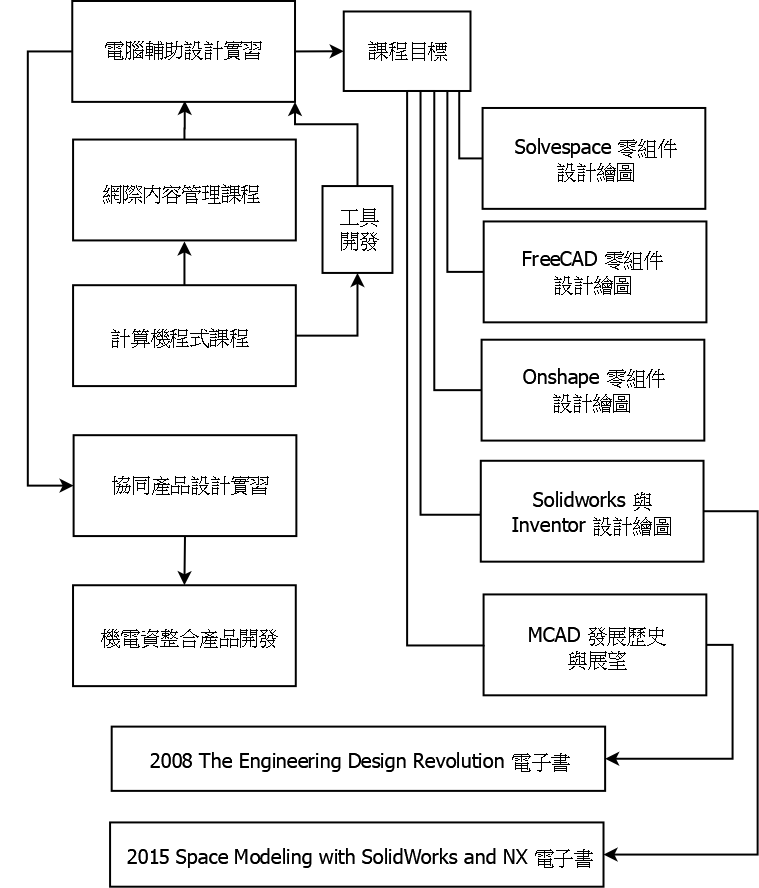 電腦輔助設計實習
課程目標
Solvespace 零組件
設計繪圖
網際內容管理課程
工具
開發
FreeCAD 零組件
設計繪圖
計算機程式課程
Onshape 零組件
設計繪圖
協同產品設計實習
Solidworks 與
Inventor 設計繪圖
機電資整合產品開發
MCAD 發展歷史
與展望
2008 The Engineering Design Revolution 電子書
2015 Space Modeling with SolidWorks and NX 電子書